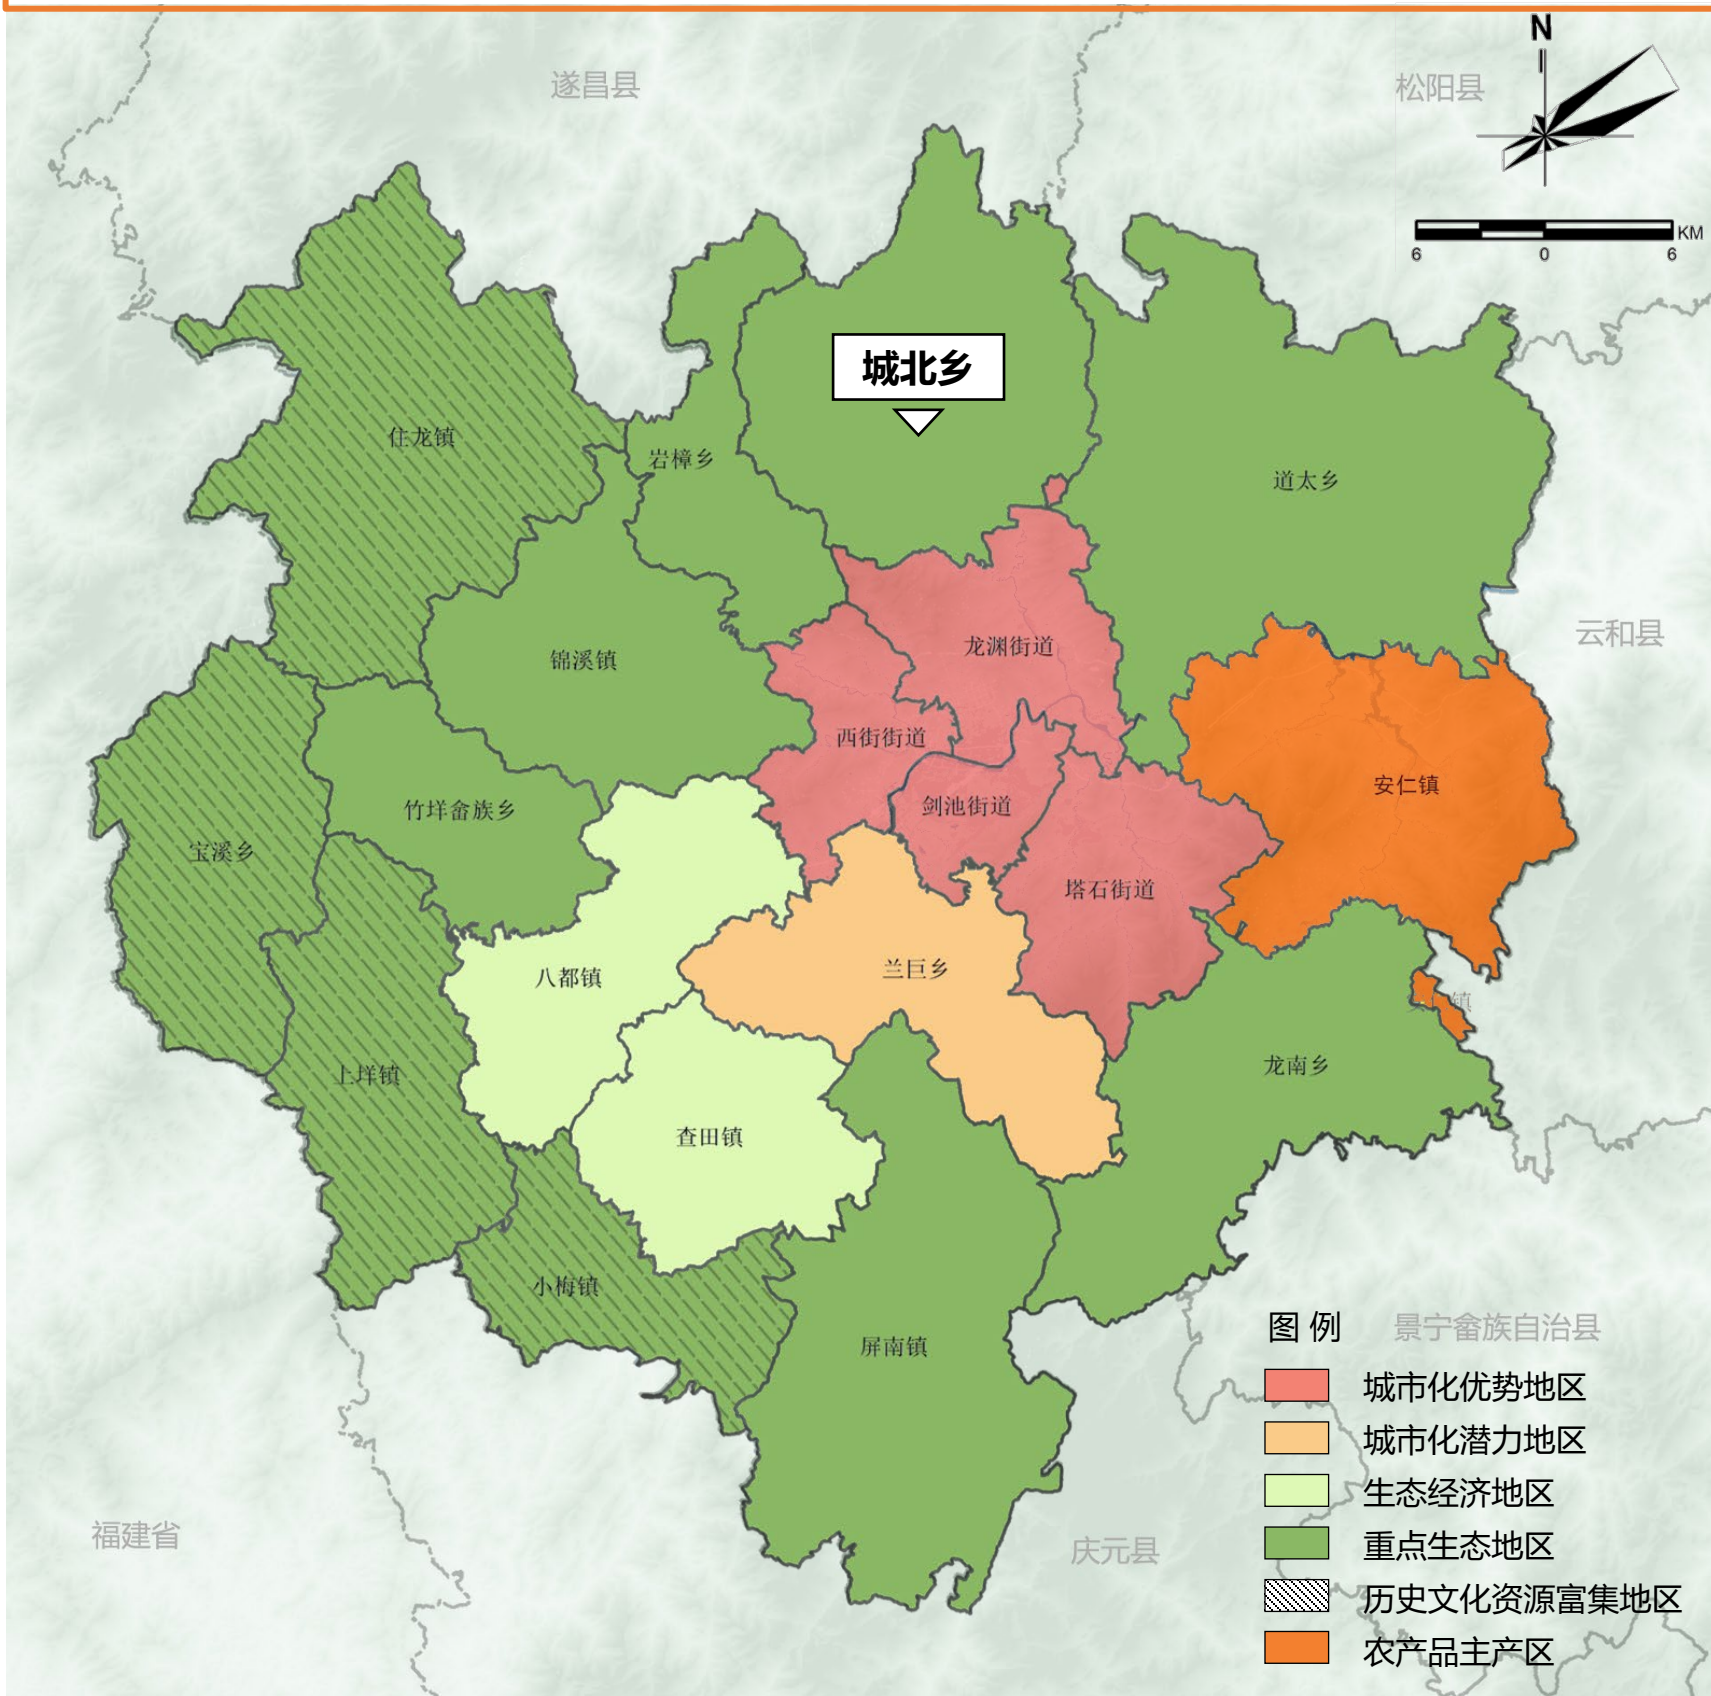 N
遂昌县
松阳县
KM
6 0 6
城北乡
住龙镇
岩樟乡
道太乡
云和县
龙渊街道
锦溪镇
西街街道
安仁镇
剑池街道
竹垟畲族乡
宝溪乡
塔石街道
兰巨乡
八都镇
镇
龙南乡
上垟镇
查田镇
小梅镇
屏南镇
图例
景宁畲族自治县
城市化优势地区
城市化潜力地区
生态经济地区
福建省
庆元县
重点生态地区
历史文化资源富集地区
农产品主产区